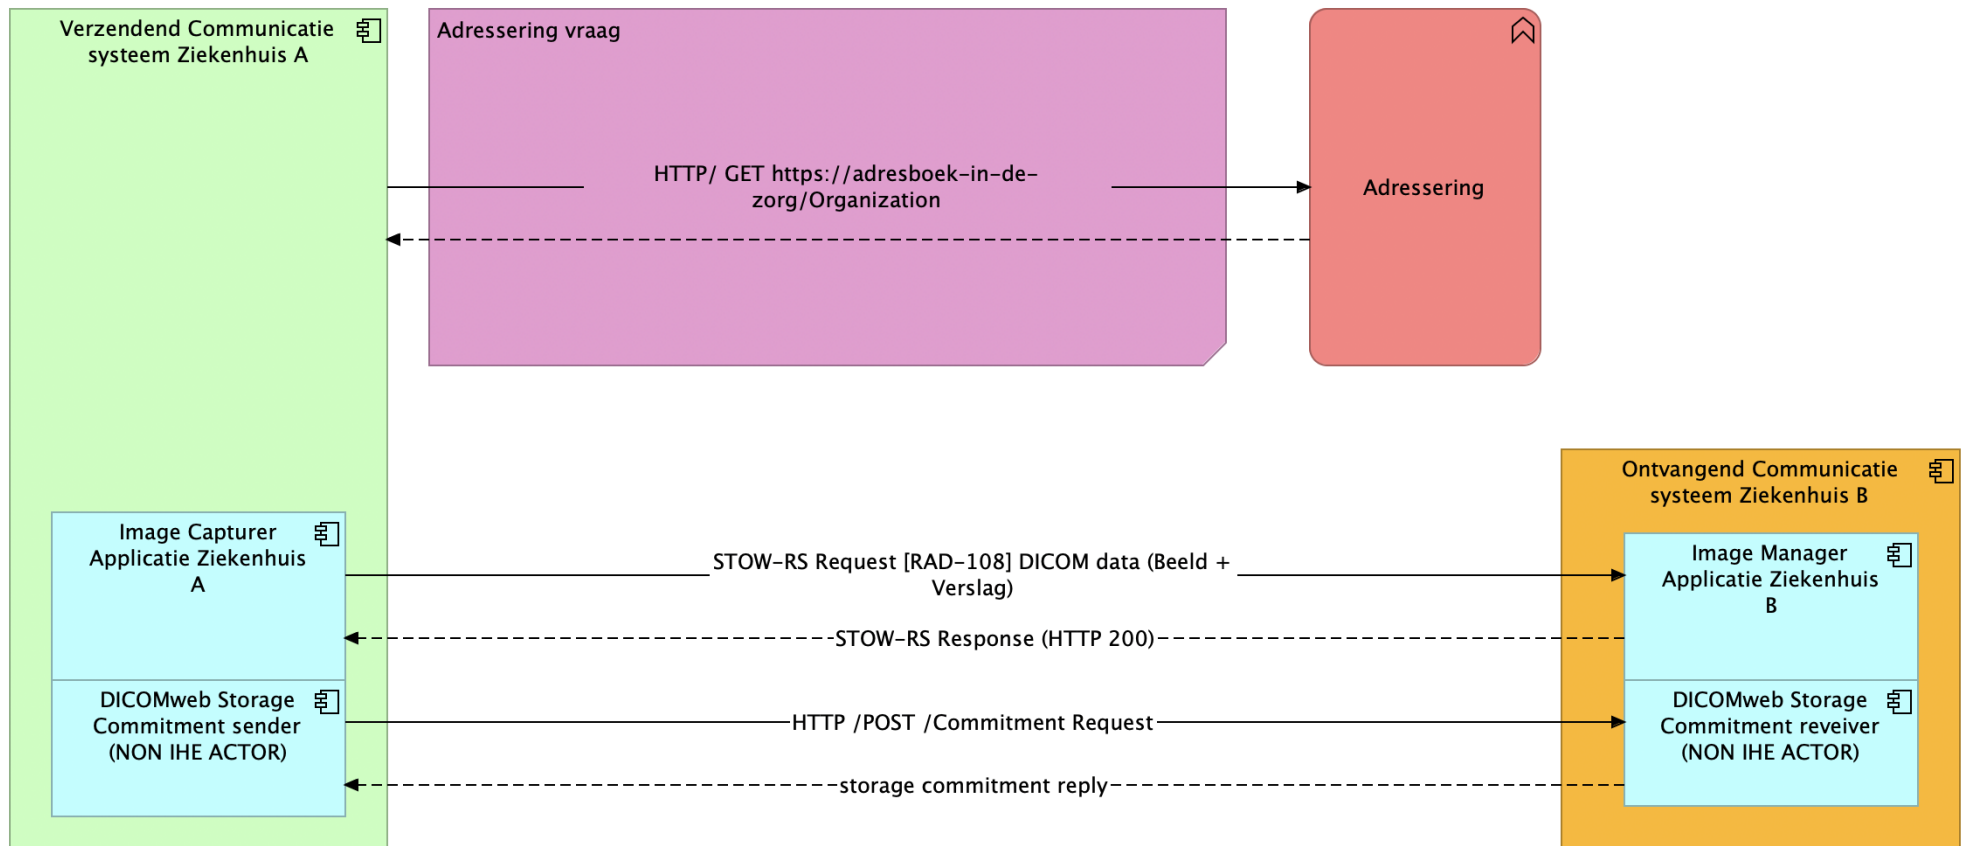 Verzendend Communicatie
systeem Ziekenhuis A
Adressering vraag
HTTP/ GET https://adresboek-in-de-
zorg/Organization
Adressering
Ontvangend Communicatie
systeem Ziekenhuis B
Image Capturer
Applicatie Ziekenhuis
A
STOW-RS Request [RAD-108] DICOM data (Beeld +
Verslag)
Image Manager
Applicatie Ziekenhuis
B
STOW-RS Response (HTTP 200)
DICOMweb Storage
Commitment sender
(NON IHE ACTOR)
HTTP /POST /Commitment Request
DICOMweb Storage
Commitment reveiver
(NON IHE ACTOR)
storage commitment reply